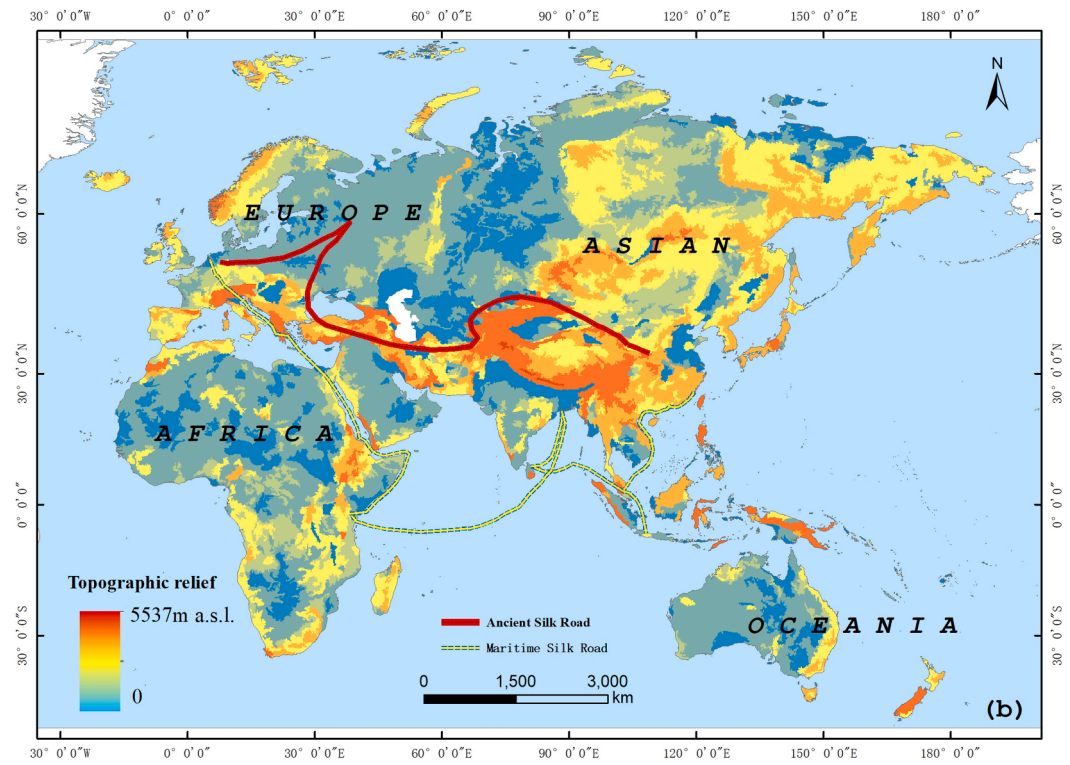 30° 0'0"W 0° 0'0" 30° 0'0"E 60° 0'0"E 90° 0'0"E 120° 0'0"E 150° 0'0"E 180° 0'0"
N
60° 0'0"N 60° 0'0"N
EUROPE
ASIAN
30° 0'0"N 30° 0'0"N
AFRICA
0° 0'0" 0° 0'0"
Topographic relief
5537m a.s.l.
0
Ancient Silk Road
Maritime Silk Road
OCEANIA
30° 0'0"S 30° 0'0"S
0 1,500 3,000
km
(b)
30° 0'0"W 0° 0'0" 30° 0'0"E 60° 0'0"E 90° 0'0"E 120° 0'0"E 150° 0'0"E 180° 0'0"